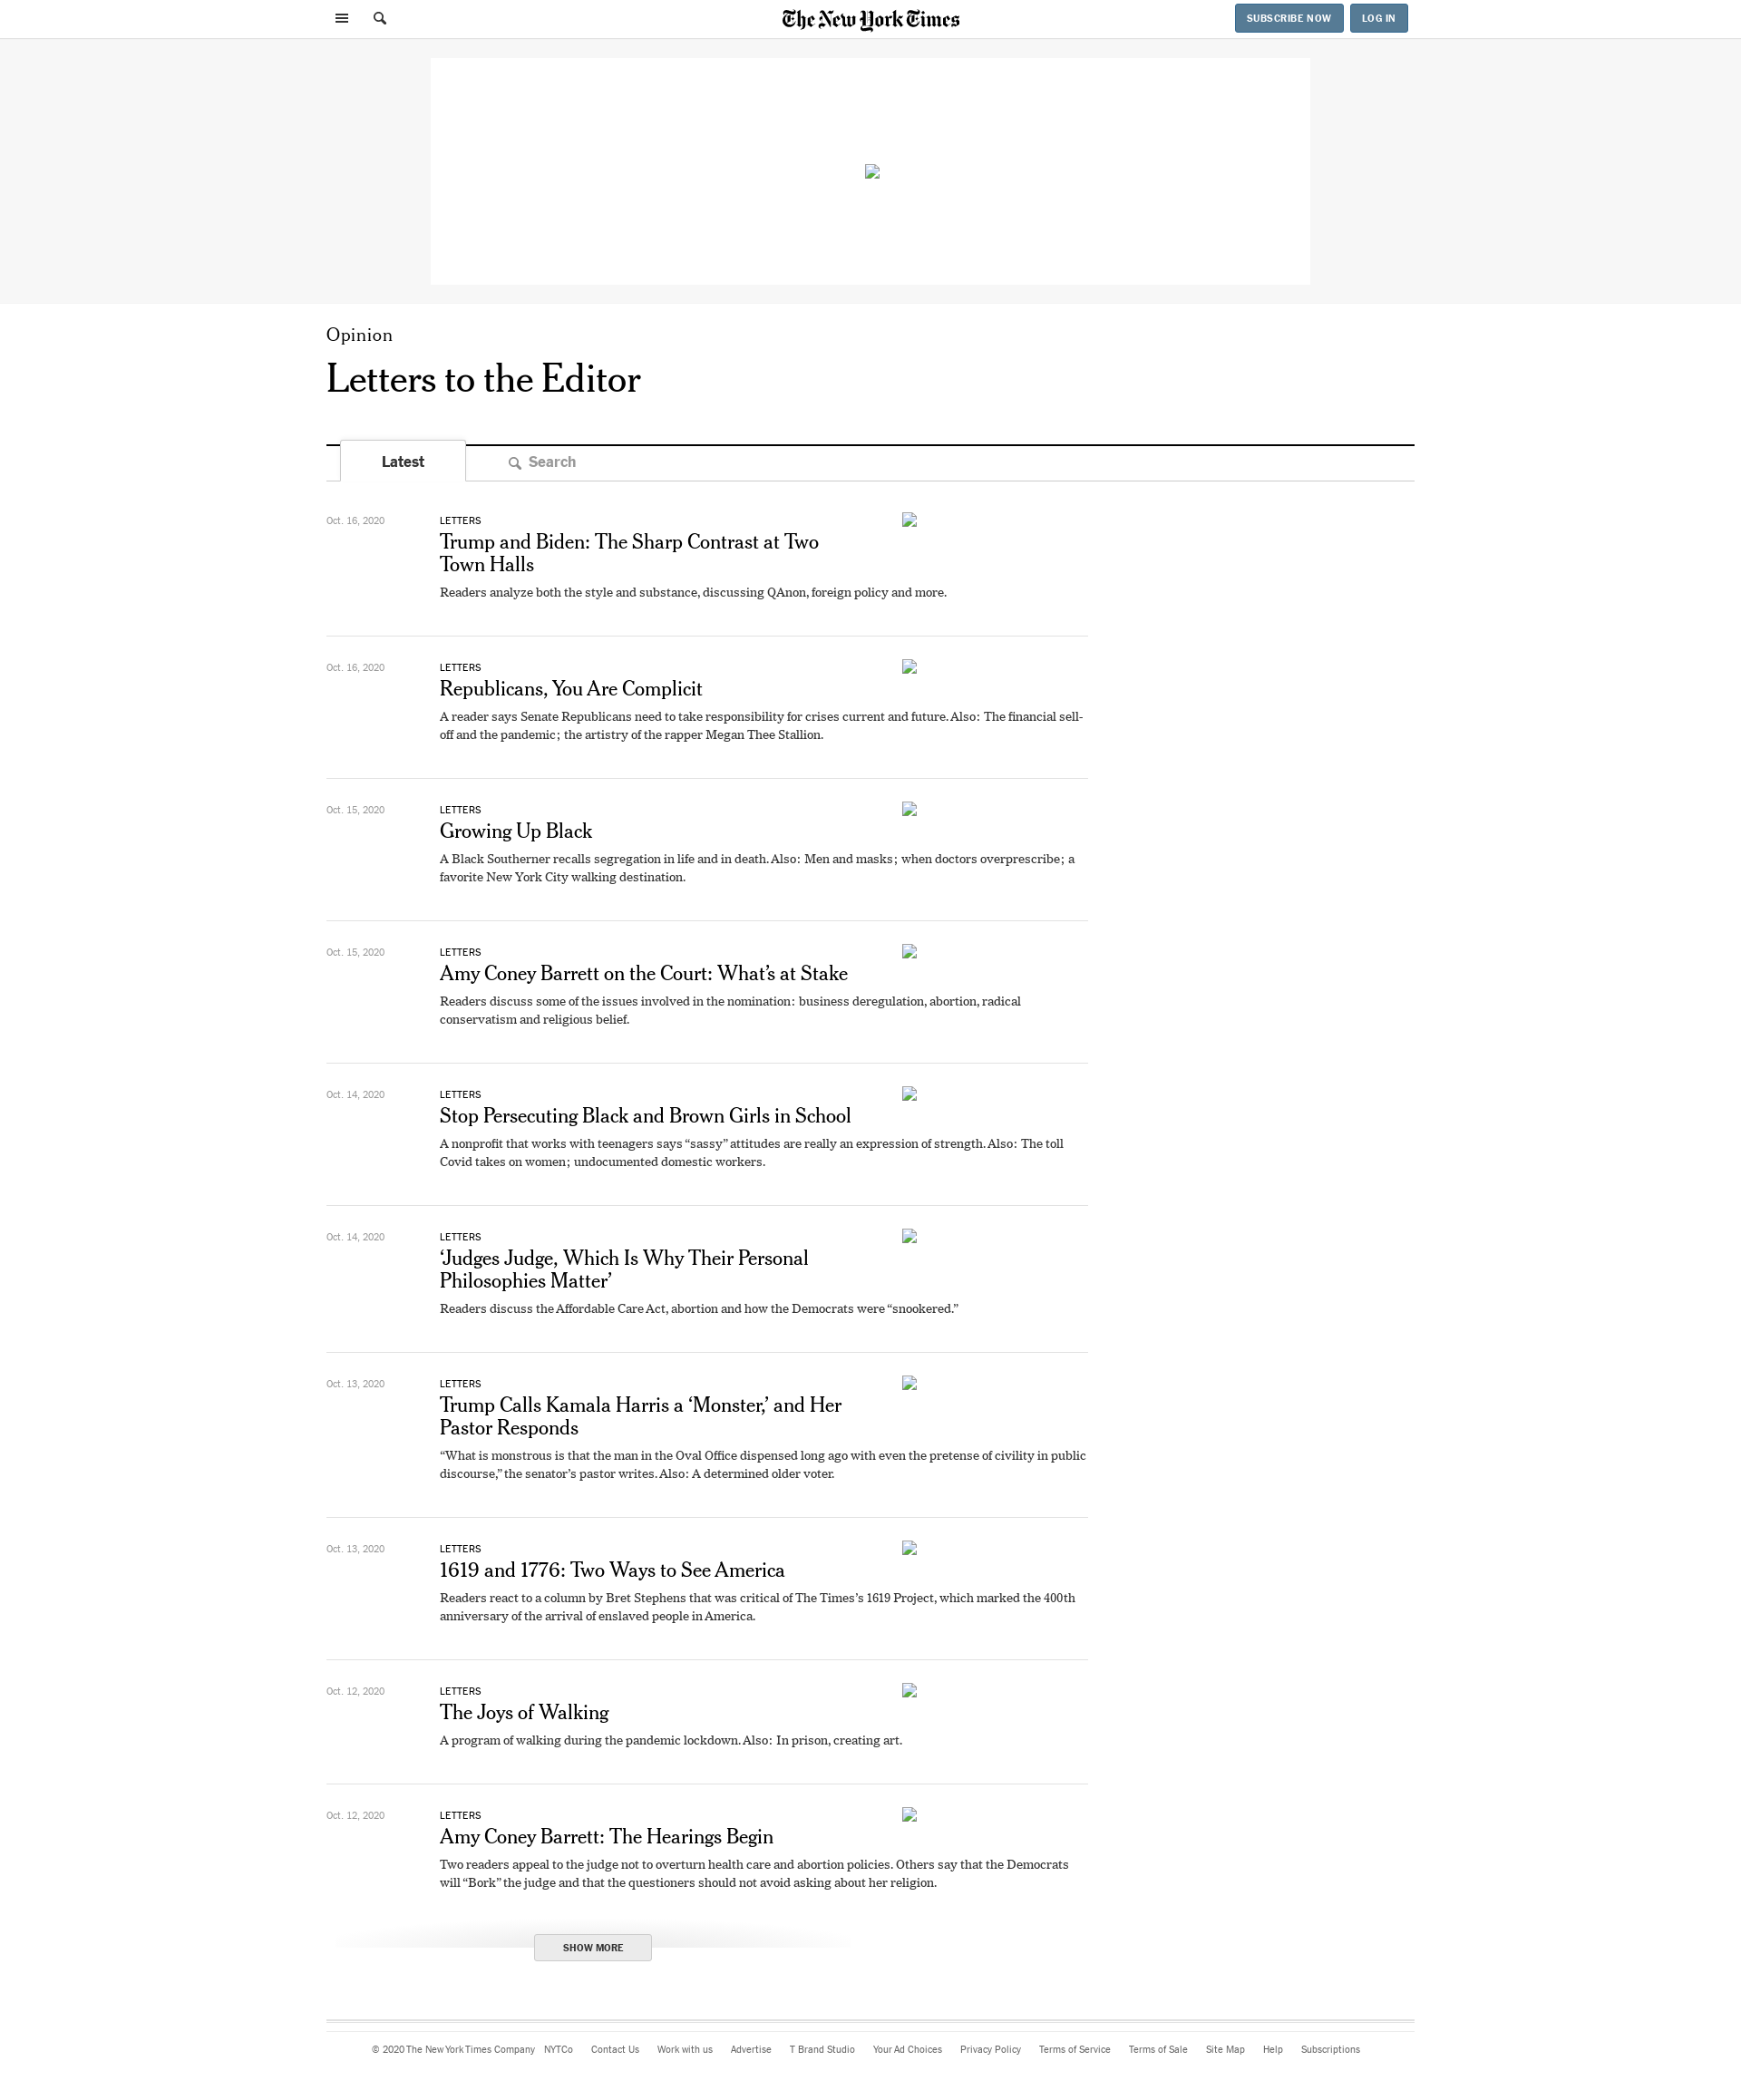 The New York Times
SUBSCRIBE NOW
LOG IN
Opinion
Letters to the Editor
Latest
Search
Oct. 16, 2020
LETTERS
Trump and Biden: The Sharp Contrast at Two
Town Halls
Readers analyze both the style and substance, discussing QAnon, foreign policy and more.
Oct. 16, 2020
LETTERS
Republicans, You Are Complicit
A reader says Senate Republicans need to take responsibility for crises current and future. Also: The financial sell-
off and the pandemic; the artistry of the rapper Megan Thee Stallion.
Oct. 15, 2020
LETTERS
Growing Up Black
A Black Southerner recalls segregation in life and in death. Also: Men and masks; when doctors overprescribe; a
favorite New York City walking destination.
Oct. 15, 2020
LETTERS
Amy Coney Barrett on the Court: What’s at Stake
Readers discuss some of the issues involved in the nomination: business deregulation, abortion, radical
conservatism and religious belief.
Oct. 14, 2020
LETTERS
Stop Persecuting Black and Brown Girls in School
A nonprofit that works with teenagers says “sassy” attitudes are really an expression of strength. Also: The toll
Covid takes on women; undocumented domestic workers.
Oct. 14, 2020
LETTERS
‘Judges Judge, Which Is Why Their Personal
Philosophies Matter’
Readers discuss the Affordable Care Act, abortion and how the Democrats were “snookered.”
Oct. 13, 2020
LETTERS
Trump Calls Kamala Harris a ‘Monster,’ and Her
Pastor Responds
“What is monstrous is that the man in the Oval Office dispensed long ago with even the pretense of civility in public
discourse,” the senator’s pastor writes. Also: A determined older voter.
Oct. 13, 2020
LETTERS
1619 and 1776: Two Ways to See America
Readers react to a column by Bret Stephens that was critical of The Times’s 1619 Project, which marked the 400th
anniversary of the arrival of enslaved people in America.
Oct. 12, 2020
LETTERS
The Joys of Walking
A program of walking during the pandemic lockdown. Also: In prison, creating art.
Oct. 12, 2020
LETTERS
Amy Coney Barrett: The Hearings Begin
Two readers appeal to the judge not to overturn health care and abortion policies. Others say that the Democrats
will “Bork” the judge and that the questioners should not avoid asking about her religion.
SHOW MORE
© 2020 The New York Times Company NYTCo Contact Us Work with us Advertise T Brand Studio Your Ad Choices Privacy Policy Terms of Service Terms of Sale Site Map Help Subscriptions